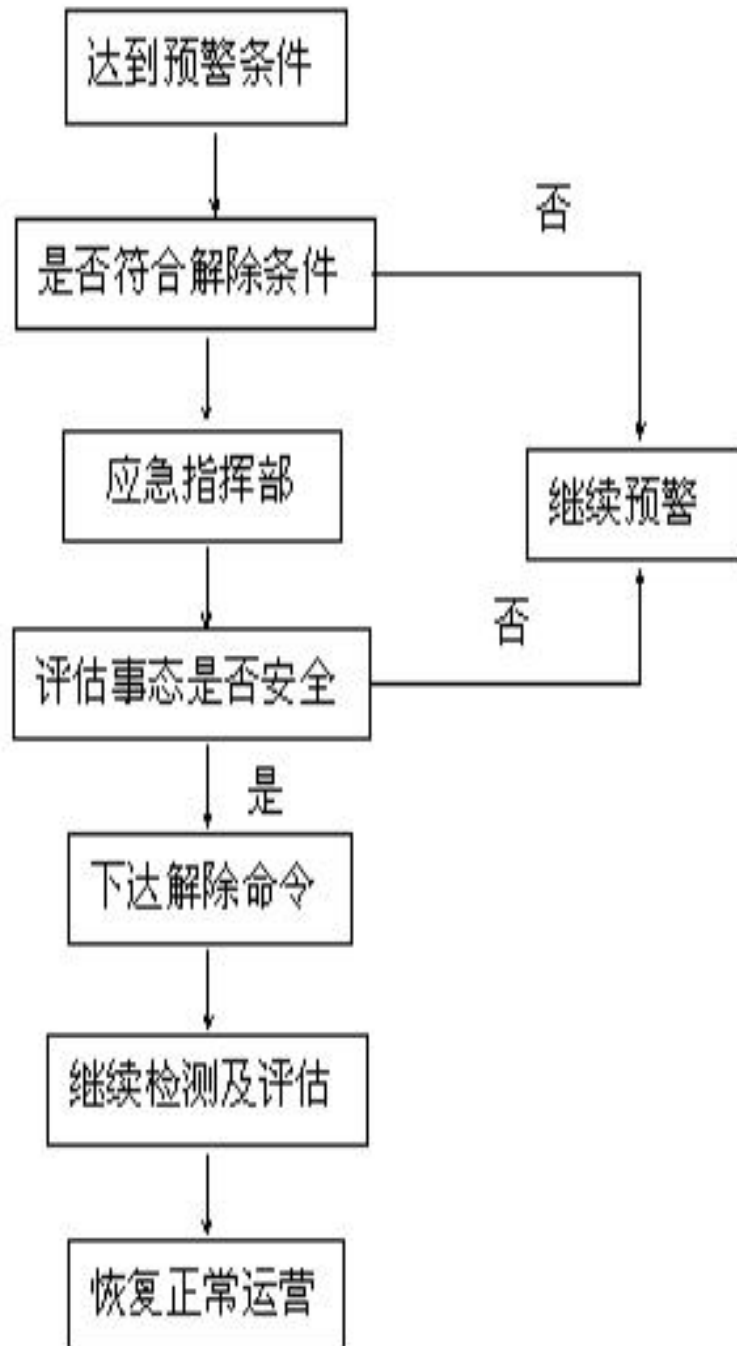 达到预警条件
否
是否符合解除条件
应急指挥部
继续预警
否
评估事态是否安全
是
下达解除命令
继续检测及评估
恢复正常运营